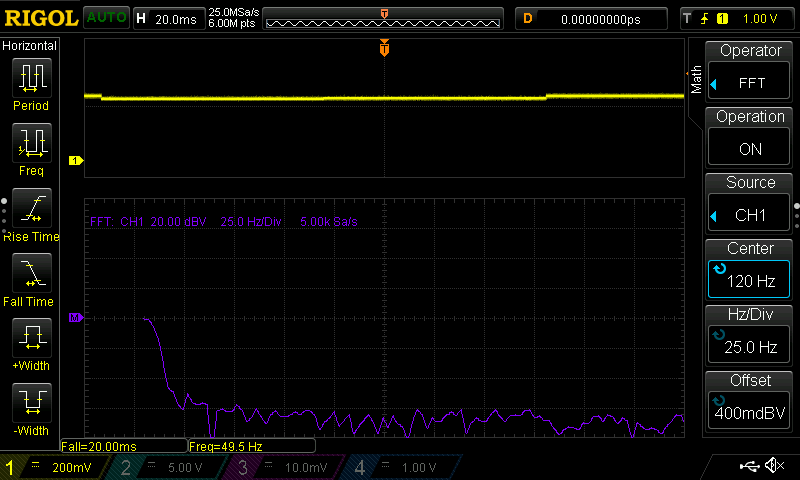 RIGOL AUTO H 20.0ms 25.0MSa/s 6.00M pts D 0.00000000ps T 1 1.00 V
T
Horizontal
Period
Freq
Rise Time
Fall Time
+Width
-Width
1
T
FFT: CH1 20.00 dBV 25.0 Hz/Div 5.00k Sa/s
M
Fall=20.00ms Freq=49.5 Hz
Math
Operator
FFT
Operation
ON
Source
CH1
Center
120 Hz
Hz/Div
25.0 Hz
Offset
400mdBV
1 200mV 2 5.00 V 3 10.0mV 4 1.00 V